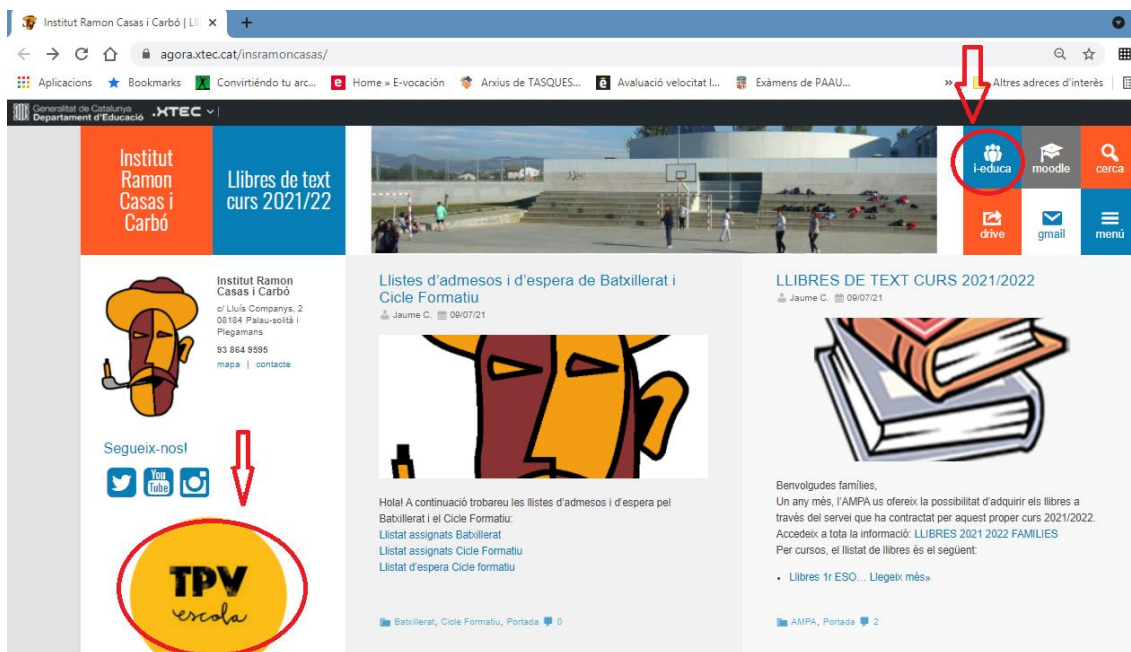 Institut Ramon Casas i Carbó | Lli
agora.xtec.cat/insramoncasas/
Aplicacions
Bookmarks
Convirtiéndo tu arc...
Home » E-vocación
Arxius de TASQUES...
Avaluació velocitat l...
Exàmens de PAAU...
»
Altres adreces d'interès
Generalitat de Catalunya
Departament d'Educació
.XTEC
Institut
Ramon
Casas i
Carbó
Llibres de text
curs 2021/22
i-educa
moodle
cerca
drive
gmail
menú
Institut Ramon
Casas i Carbó
c/ Lluís Companys, 2
08184 Palau-solità i
Plegamans
93 864 9595
mapa | contacte
Segueix-nos!
You
Tube
TPV
escola
Llistes d'admesos i d'espera de Batxillerat i
Cicle Formatiu
Jaume C. 09/07/21
Hola! A continuació trobareu les llistes d'admesos i d'espera pel
Batxillerat i el Cicle Formatiu:
Llistat assignats Batxillerat
Llistat assignats Cicle Formatiu
Llistat d'espera Cicle formatiu
Batxillerat, Cicle Formatiu, Portada 0
LLIBRES DE TEXT CURS 2021/2022
Jaume C. 09/07/21
Benvolgudes famílies,
Un any més, l'AMPA us ofereix la possibilitat d'adquirir els llibres a
través del servei que ha contractat per aquest proper curs 2021/2022.
Accedeix a tota la informació: LLIBRES 2021 2022 FAMILIES
Per cursos, el llistat de llibres és el següent:
• Llibres 1r ESO… Llegeix més»
AMPA, Portada 2